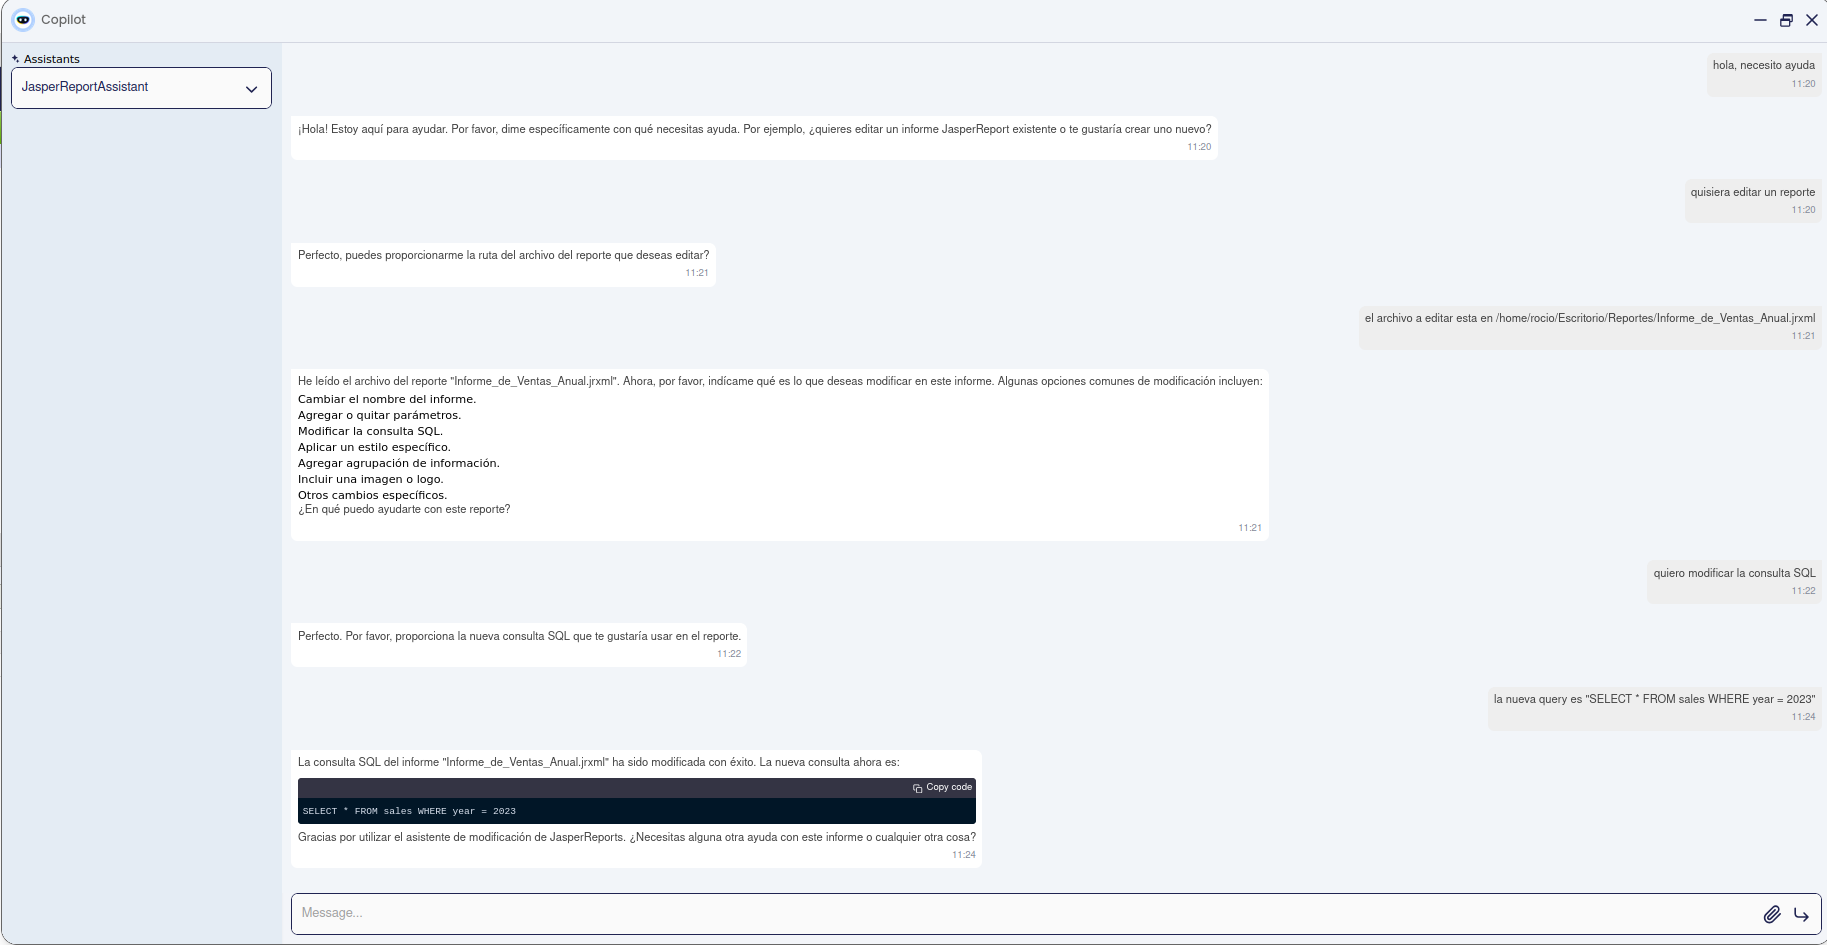 Copilot
Assistants
JasperReportAssistant
hola, necesito ayuda
11:20
¡Hola! Estoy aquí para ayudar. Por favor, dime específicamente con qué necesitas ayuda. Por ejemplo, ¿quieres editar un informe JasperReport existente o te gustaría crear uno nuevo?
11:20
quisiera editar un reporte
11:20
Perfecto, puedes proporcionarme la ruta del archivo del reporte que deseas editar?
11:21
el archivo a editar esta en /home/rocio/Escritorio/Reportes/Informe_de_Ventas_Anual.jrxml
11:21
He leído el archivo del reporte "Informe_de_Ventas_Anual.jrxml". Ahora, por favor, indícame qué es lo que deseas modificar en este informe. Algunas opciones comunes de modificación incluyen:
Cambiar el nombre del informe.
Agregar o quitar parámetros.
Modificar la consulta SQL.
Aplicar un estilo específico.
Agregar agrupación de información.
Incluir una imagen o logo.
Otros cambios específicos.
¿En qué puedo ayudarte con este reporte?
11:21
quiero modificar la consulta SQL
11:22
Perfecto. Por favor, proporciona la nueva consulta SQL que te gustaría usar en el reporte.
11:22
la nueva query es "SELECT * FROM sales WHERE year = 2023"
11:24
La consulta SQL del informe "Informe_de_Ventas_Anual.jrxml" ha sido modificada con éxito. La nueva consulta ahora es:
Copy code
SELECT * FROM sales WHERE year = 2023
Gracias por utilizar el asistente de modificación de JasperReports. ¿Necesitas alguna otra ayuda con este informe o cualquier otra cosa?
11:24
Message...